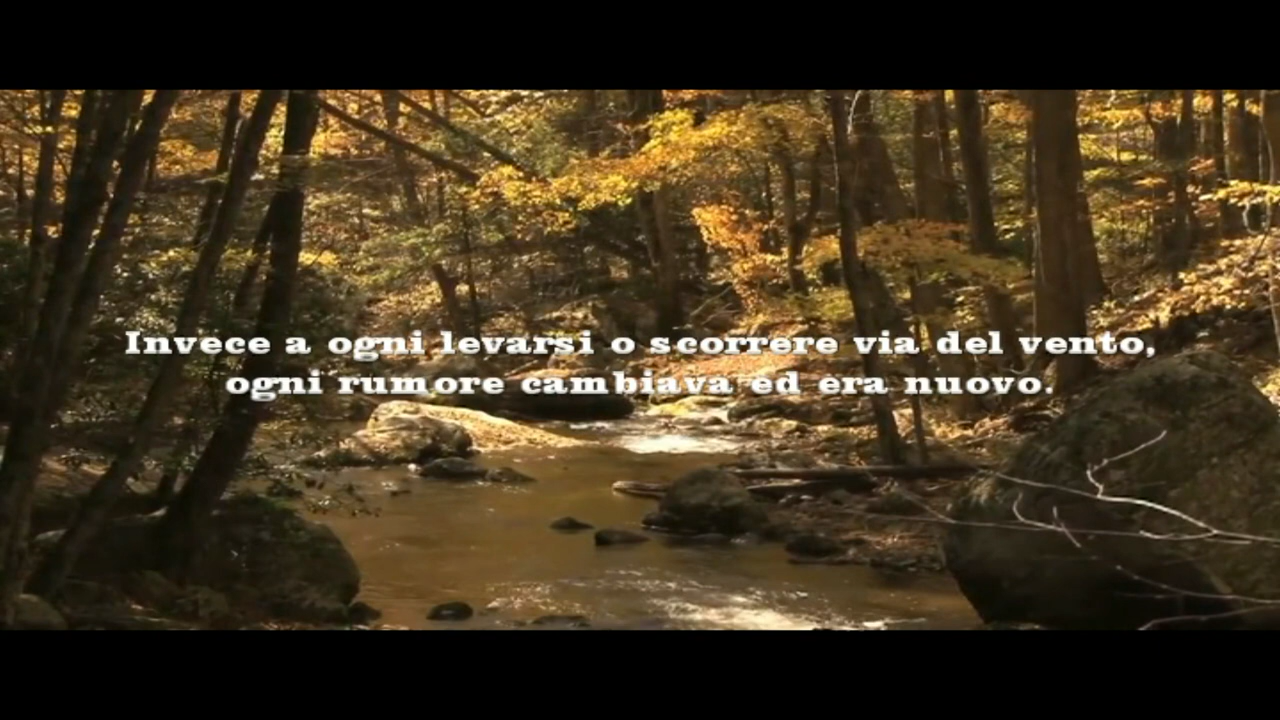 Invece a ogni levarsi o scorrere via del vento,
ogni rumore cambiava ed era nuovo.